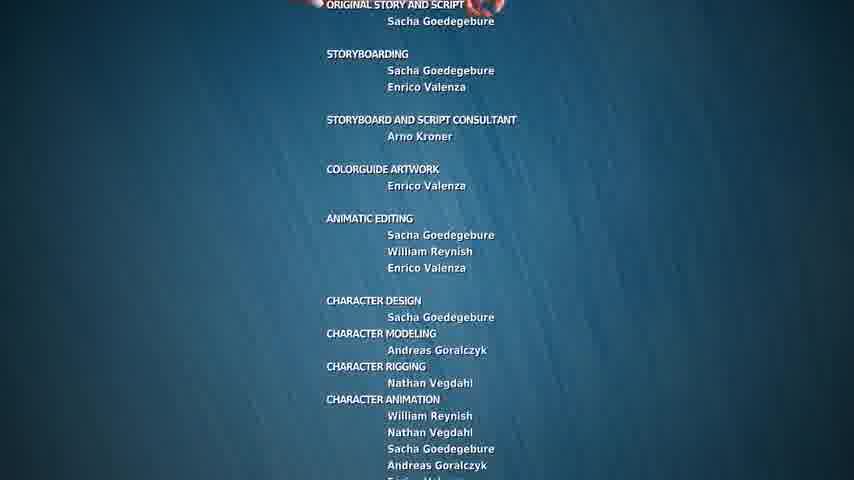 ORIGINAL STORY AND SCRIPT
Sacha Goedegebure
STORYBOARDING
Sacha Goedegebure
Enrico Valenza
STORYBOARD AND SCRIPT CONSULTANT
Arno Kroner
COLORGUIDE ARTWORK
Enrico Valenza
ANIMATIC EDITING
Sacha Goedegebure
William Reynish
Enrico Valenza
CHARACTER DESIGN
Sacha Goedegebure
CHARACTER MODELING
Andreas Goralczyk
CHARACTER RIGGING
Nathan Vegdahl
CHARACTER ANIMATION
William Reynish
Nathan Vegdahl
Sacha Goedegebure
Andreas Goralczyk